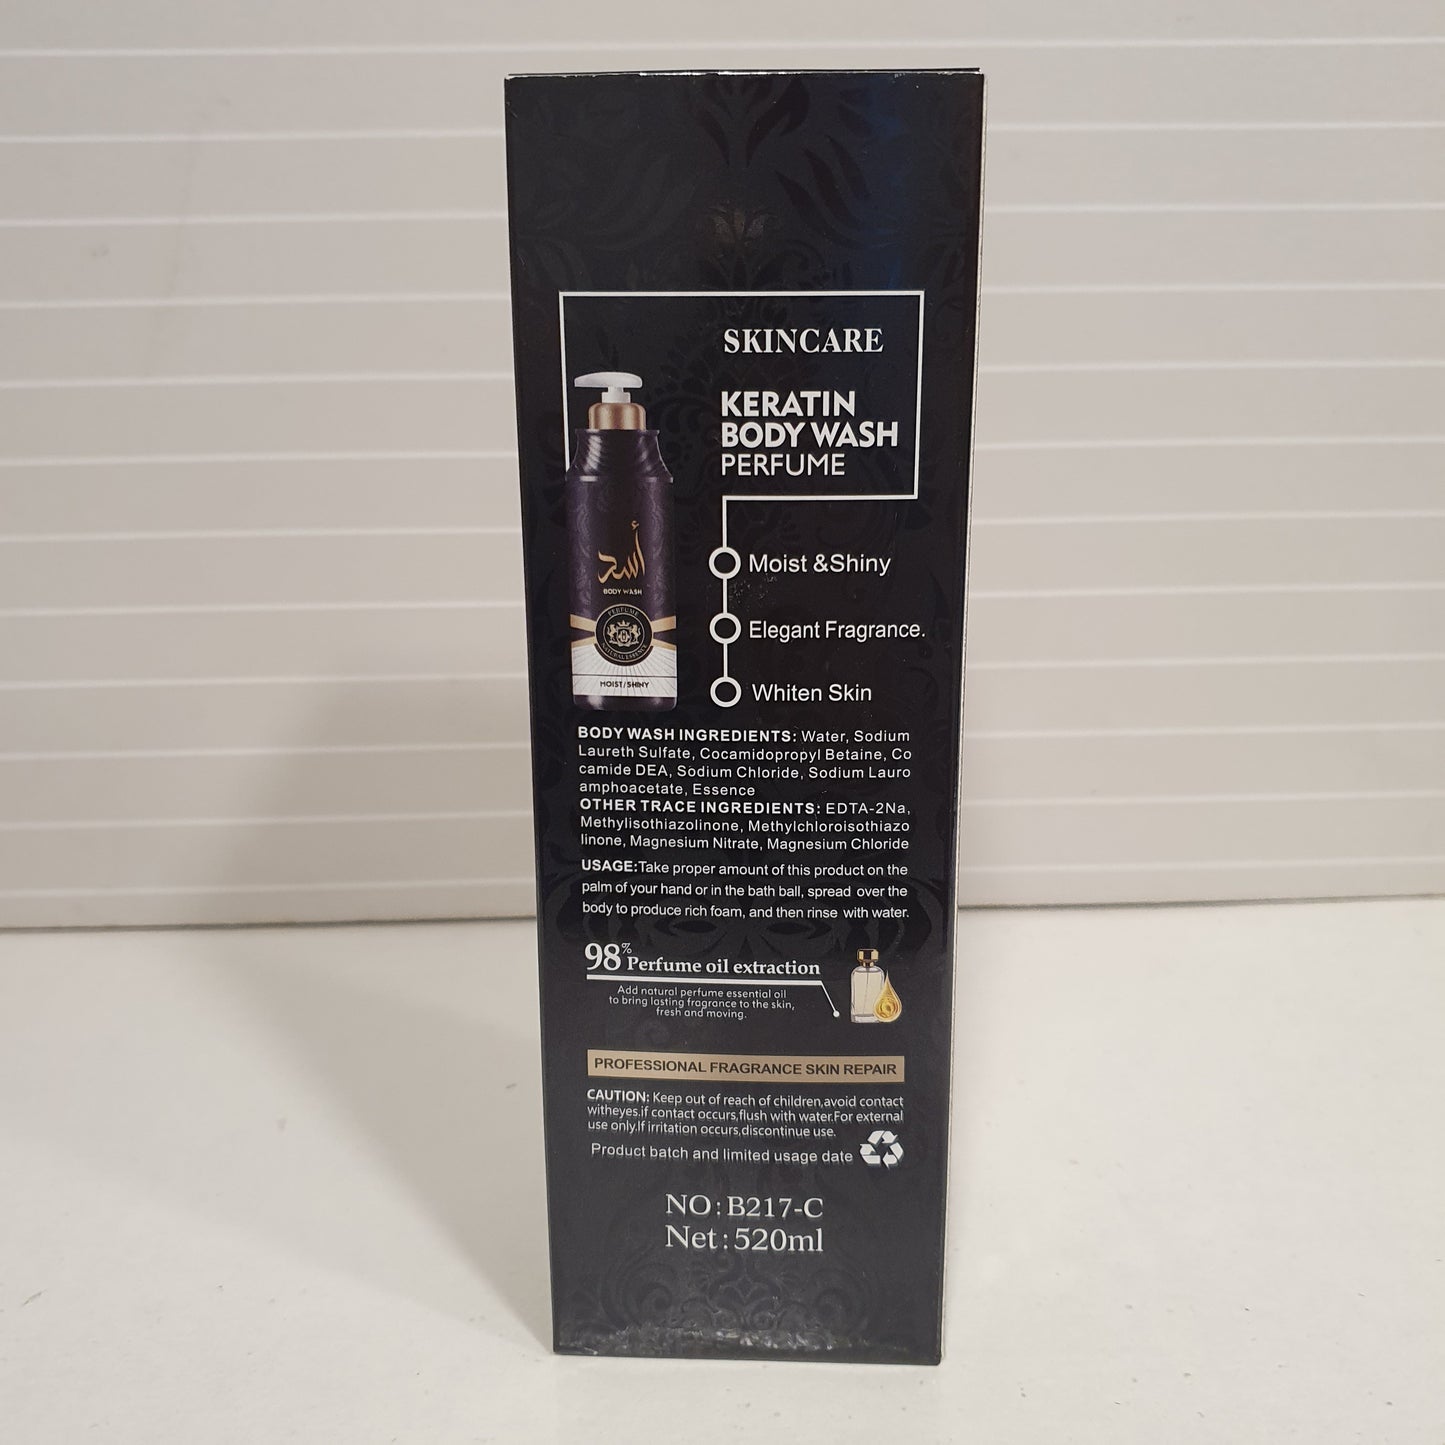 SKINCARE
KERATIN
BODY WASH
PERFUME
أسد
BODY WASH
PERFUME
NATURAL ESSENCE
MOIST/SHINY
Moist &Shiny
Elegant Fragrance.
Whiten Skin
BODY WASH INGREDIENTS: Water, Sodium
Laureth Sulfate, Cocamidopropyl Betaine, Co
camide DEA, Sodium Chloride, Sodium Lauro
amphoacetate, Essence
OTHER TRACE INGREDIENTS: EDTA-2Na,
Methylisothiazolinone, Methylchloroisothiazo
linone, Magnesium Nitrate, Magnesium Chloride
USAGE:Take proper amount of this product on the
palm of your hand or in the bath ball, spread over the
body to produce rich foam, and then rinse with water.
98% Perfume oil extraction
Add natural perfume essential oil
to bring lasting fragrance to the skin,
fresh and moving.
PROFESSIONAL FRAGRANCE SKIN REPAIR
CAUTION: Keep out of reach of children,avoid contact
witheyes.if contact occurs,flush with water.For external
use only.If irritation occurs,discontinue use.
Product batch and limited usage date
NO:B217-C
Net:520ml